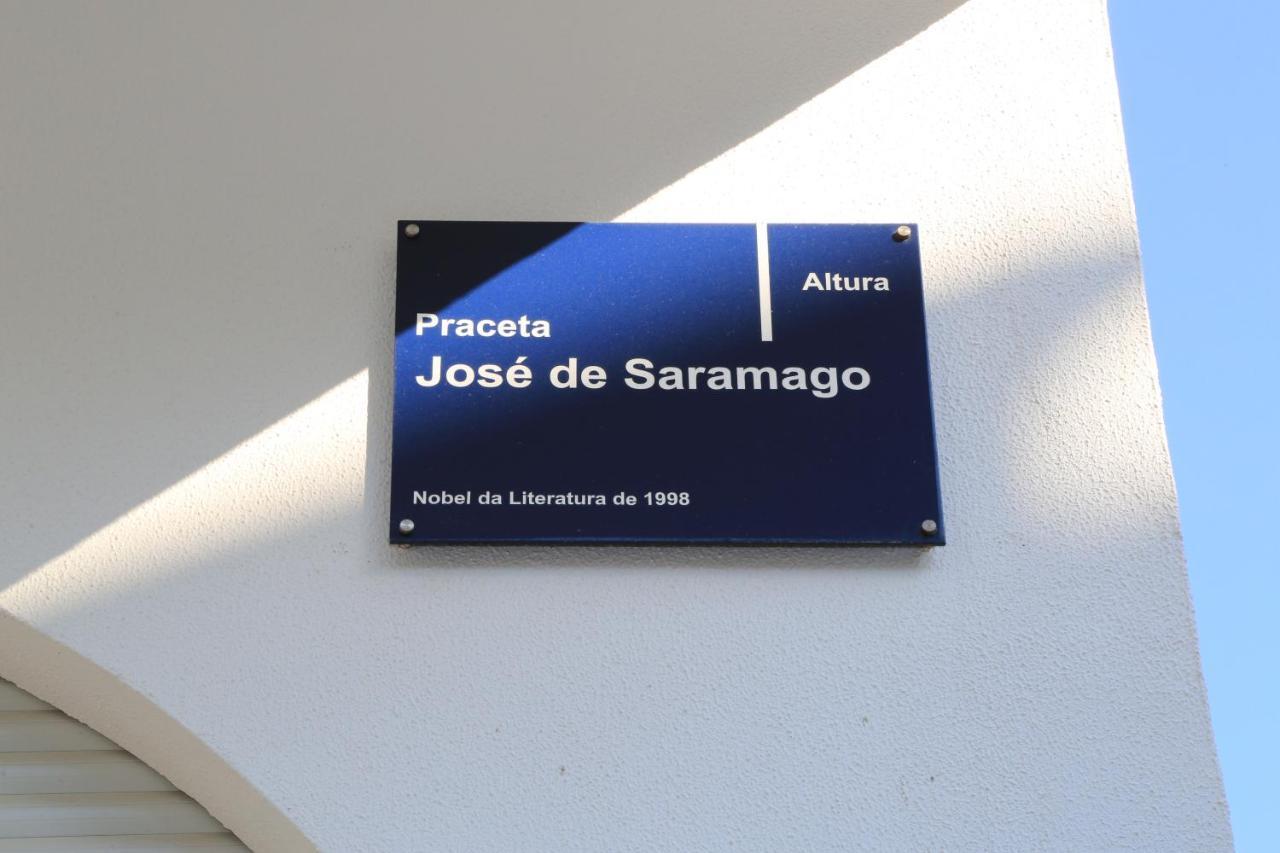 Altura
Praceta
José de Saramago
Nobel da Literatura de 1998